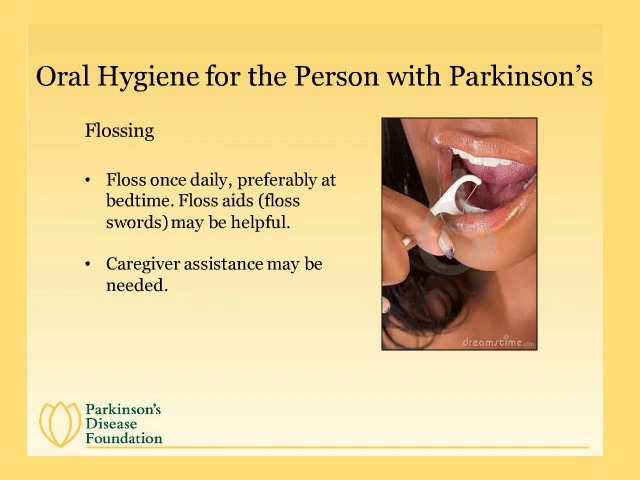 Oral Hygiene for the Person with Parkinson’s
Flossing
• Floss once daily, preferably at
bedtime. Floss aids (floss
swords) may be helpful.
• Caregiver assistance may be
needed.
dreamstime.com
Parkinson’s
Disease
Foundation